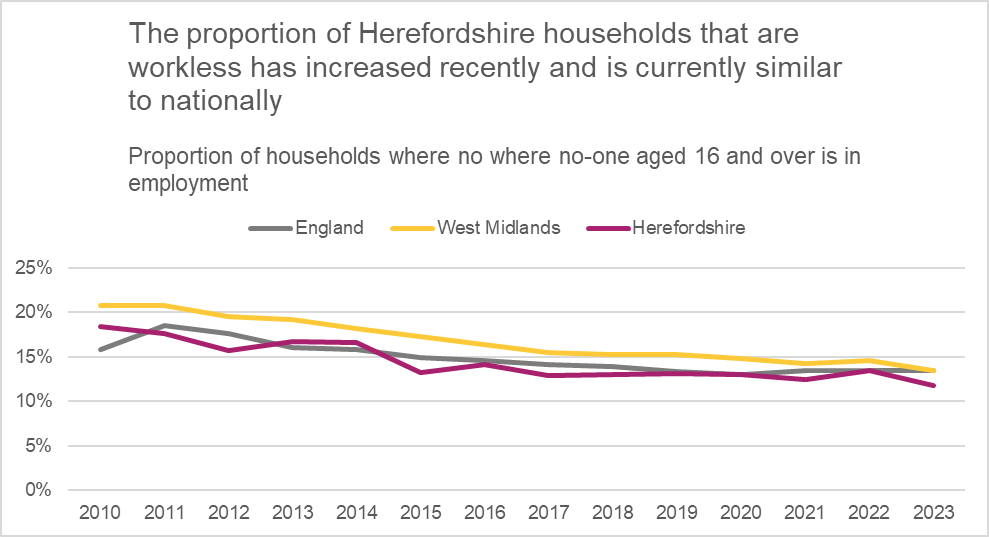 The proportion of Herefordshire households that are
workless has increased recently and is currently similar
to nationally
Proportion of households where no where no-one aged 16 and over is in
employment
England West Midlands Herefordshire
25%
20%
15%
10%
5%
0%
2010 2011 2012 2013 2014 2015 2016 2017 2018 2019 2020 2021 2022 2023